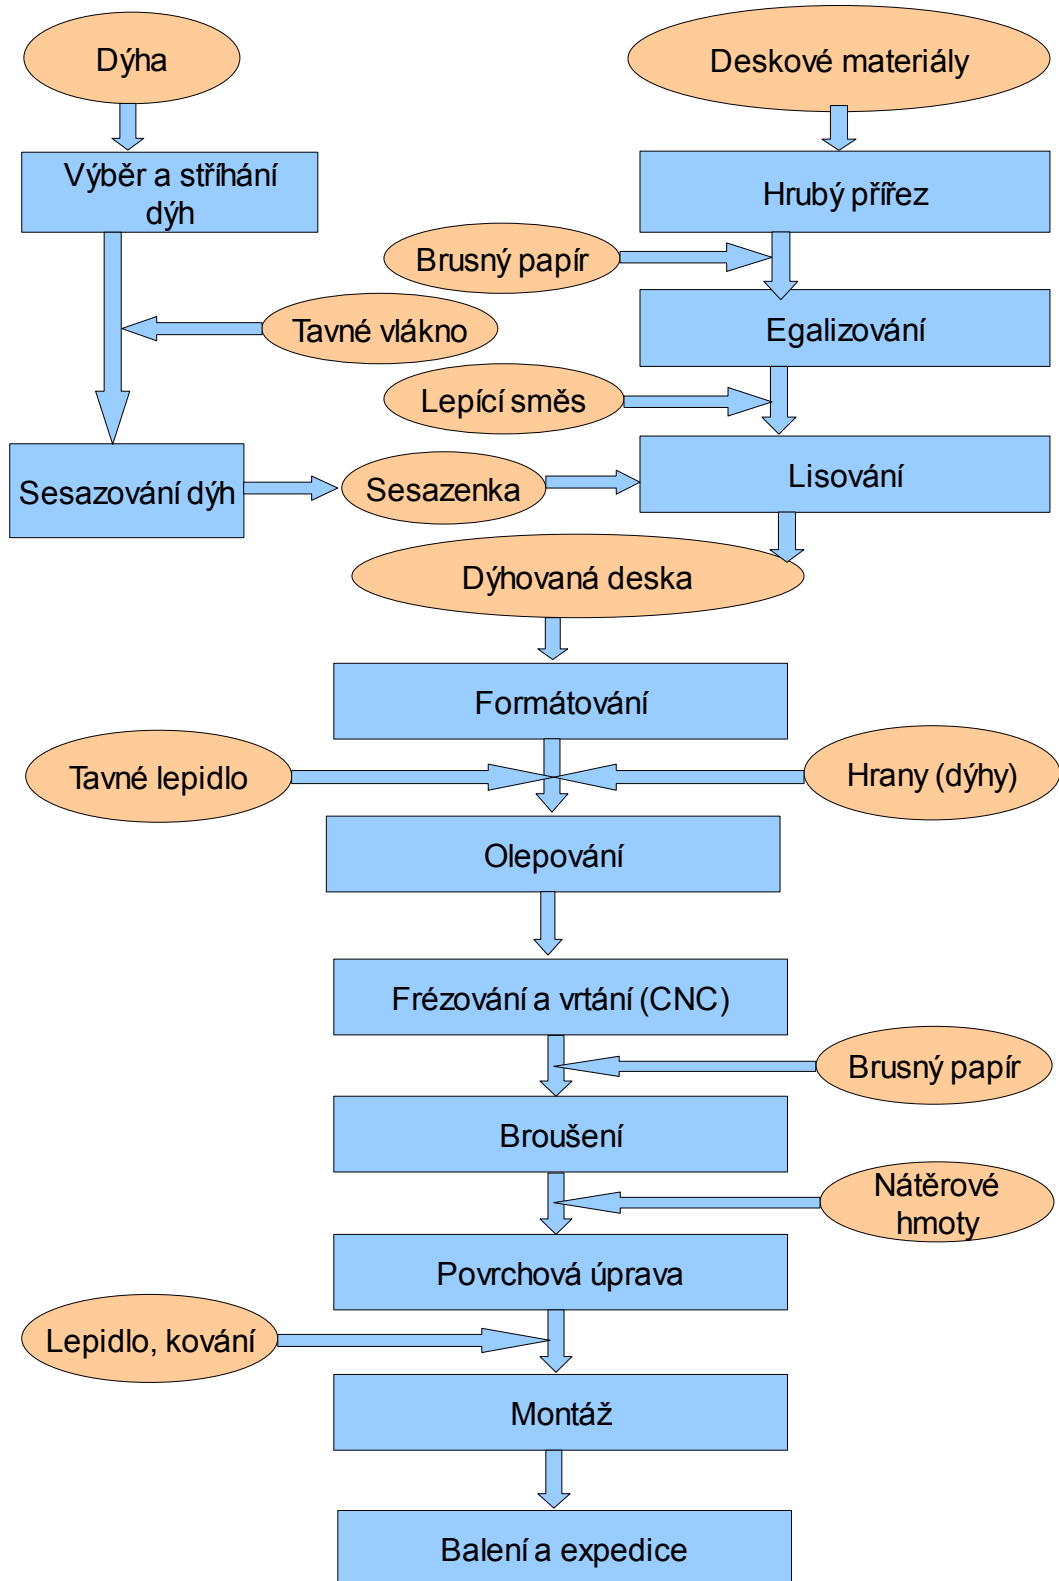 Dýha
Deskové materiály
Výběr a stříhání
dýh
Hrubý přířez
Brusný papír
Tavné vlákno
Egalizování
Lepící směs
Sesazování dýh
Sesazenka
Lisování
Dýhovaná deska
Formátování
Tavné lepidlo
Hrany (dýhy)
Olepování
Frézování a vrtání (CNC)
Brusný papír
Broušení
Nátěrové
hmoty
Povrchová úprava
Lepidlo, kování
Montáž
Balení a expedice